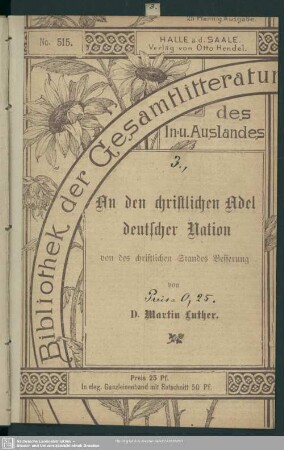 3.
25 Pfennig Ausgabe.
No. 515.
HALLE a. d. SAALE.
Verlag von Otto Hendel.
Bibliothek der Gesamtlitteratur
des
In- u. Auslandes
3.,
An den christlichen Adel
deutscher Nation
von des christlichen Standes Besserung
von
Preis = 0,25.
D. Martin Luther.
Preis 25 Pf.
In eleg. Ganzleinenband mit Rotschnitt 50 Pf.